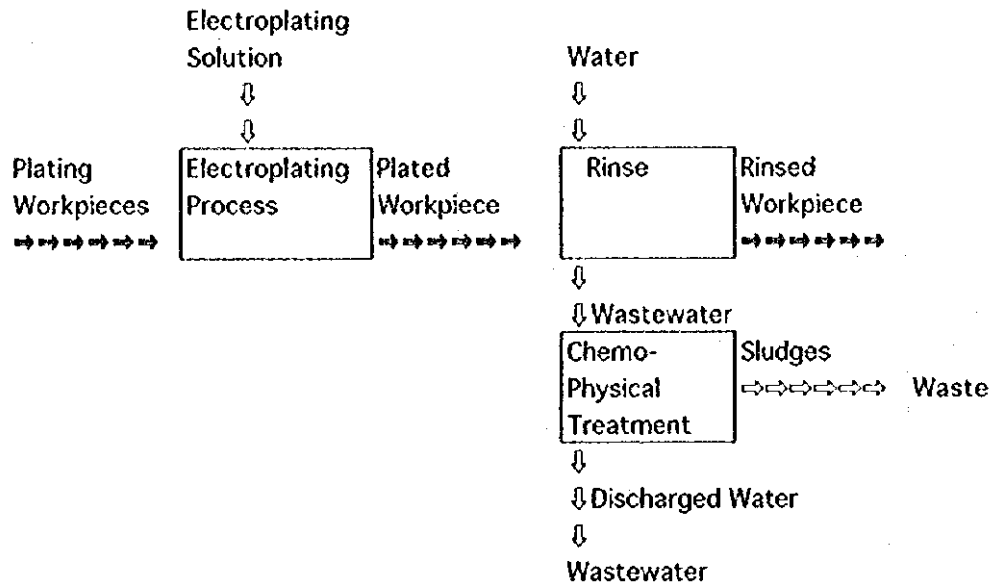 Electroplating
Solution
Water
Plating
Workpieces
Electroplating
Process
Plated
Workpiece
Rinse
Rinsed
Workpiece
Wastewater
Chemo-
Physical
Treatment
Sludges
Waste
Discharged Water
Wastewater